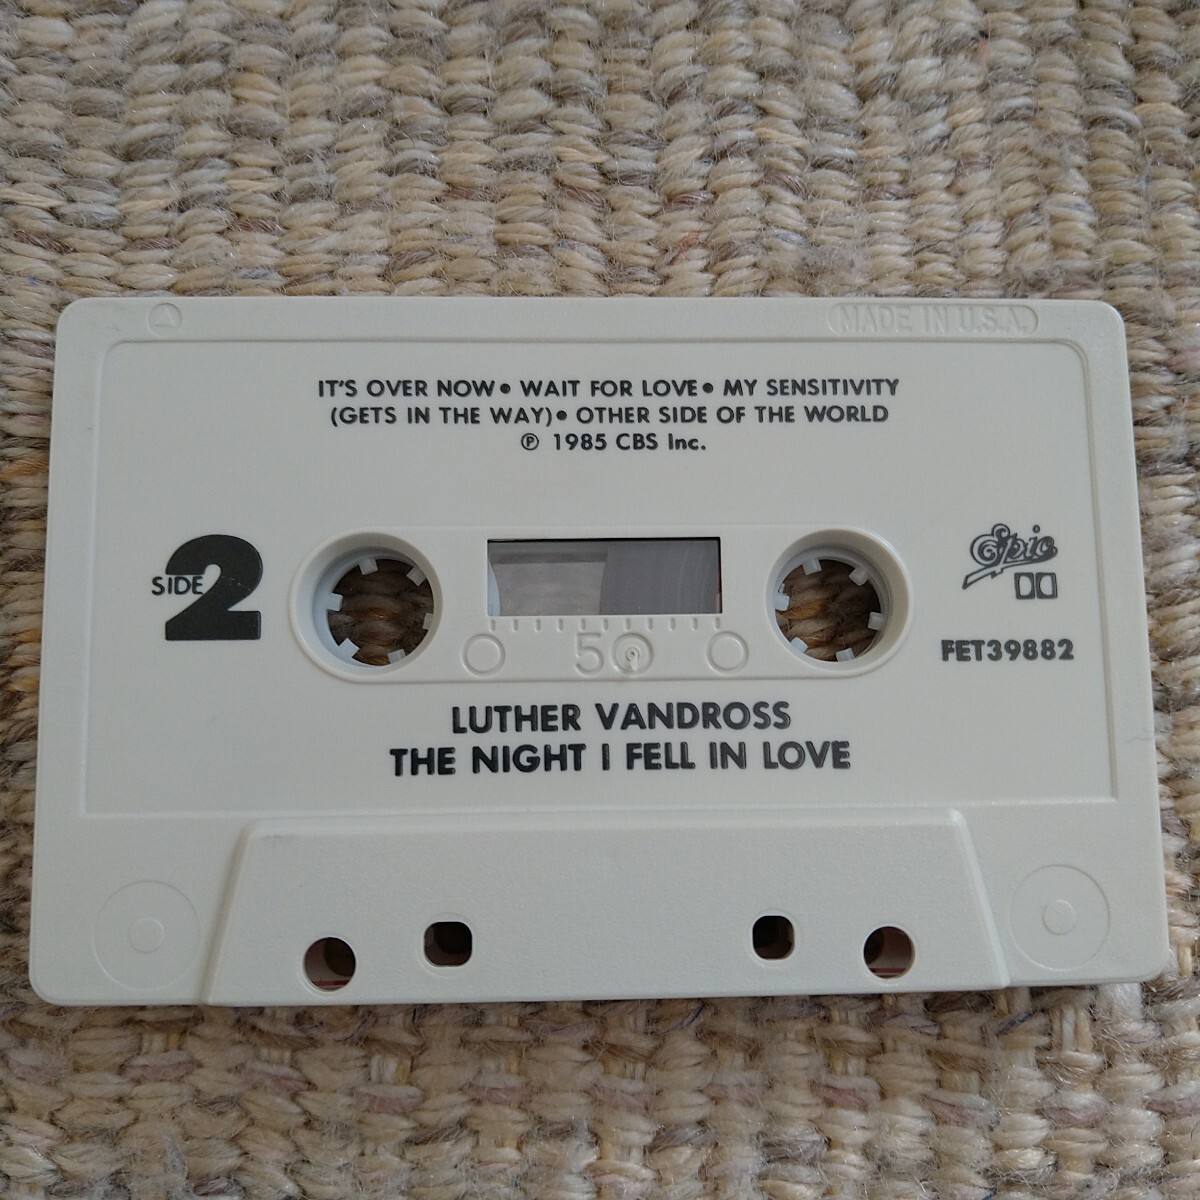 MADE IN U.S.A.
IT'S OVER NOW • WAIT FOR LOVE • MY SENSITIVITY
(GETS IN THE WAY) • OTHER SIDE OF THE WORLD
℗ 1985 CBS Inc.
SIDE 2
Epic
50
FET39882
LUTHER VANDROSS
THE NIGHT I FELL IN LOVE